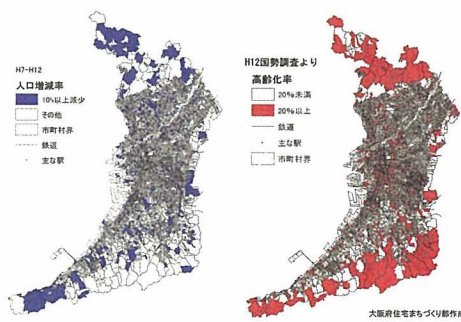 H7-H12
人口増減率
10%以上減少
その他
市町村界
鉄道
主な駅
H12国勢調査より
高齢化率
20%未満
20%以上
鉄道
主な駅
市町村界
大阪府住宅まちづくり部作成